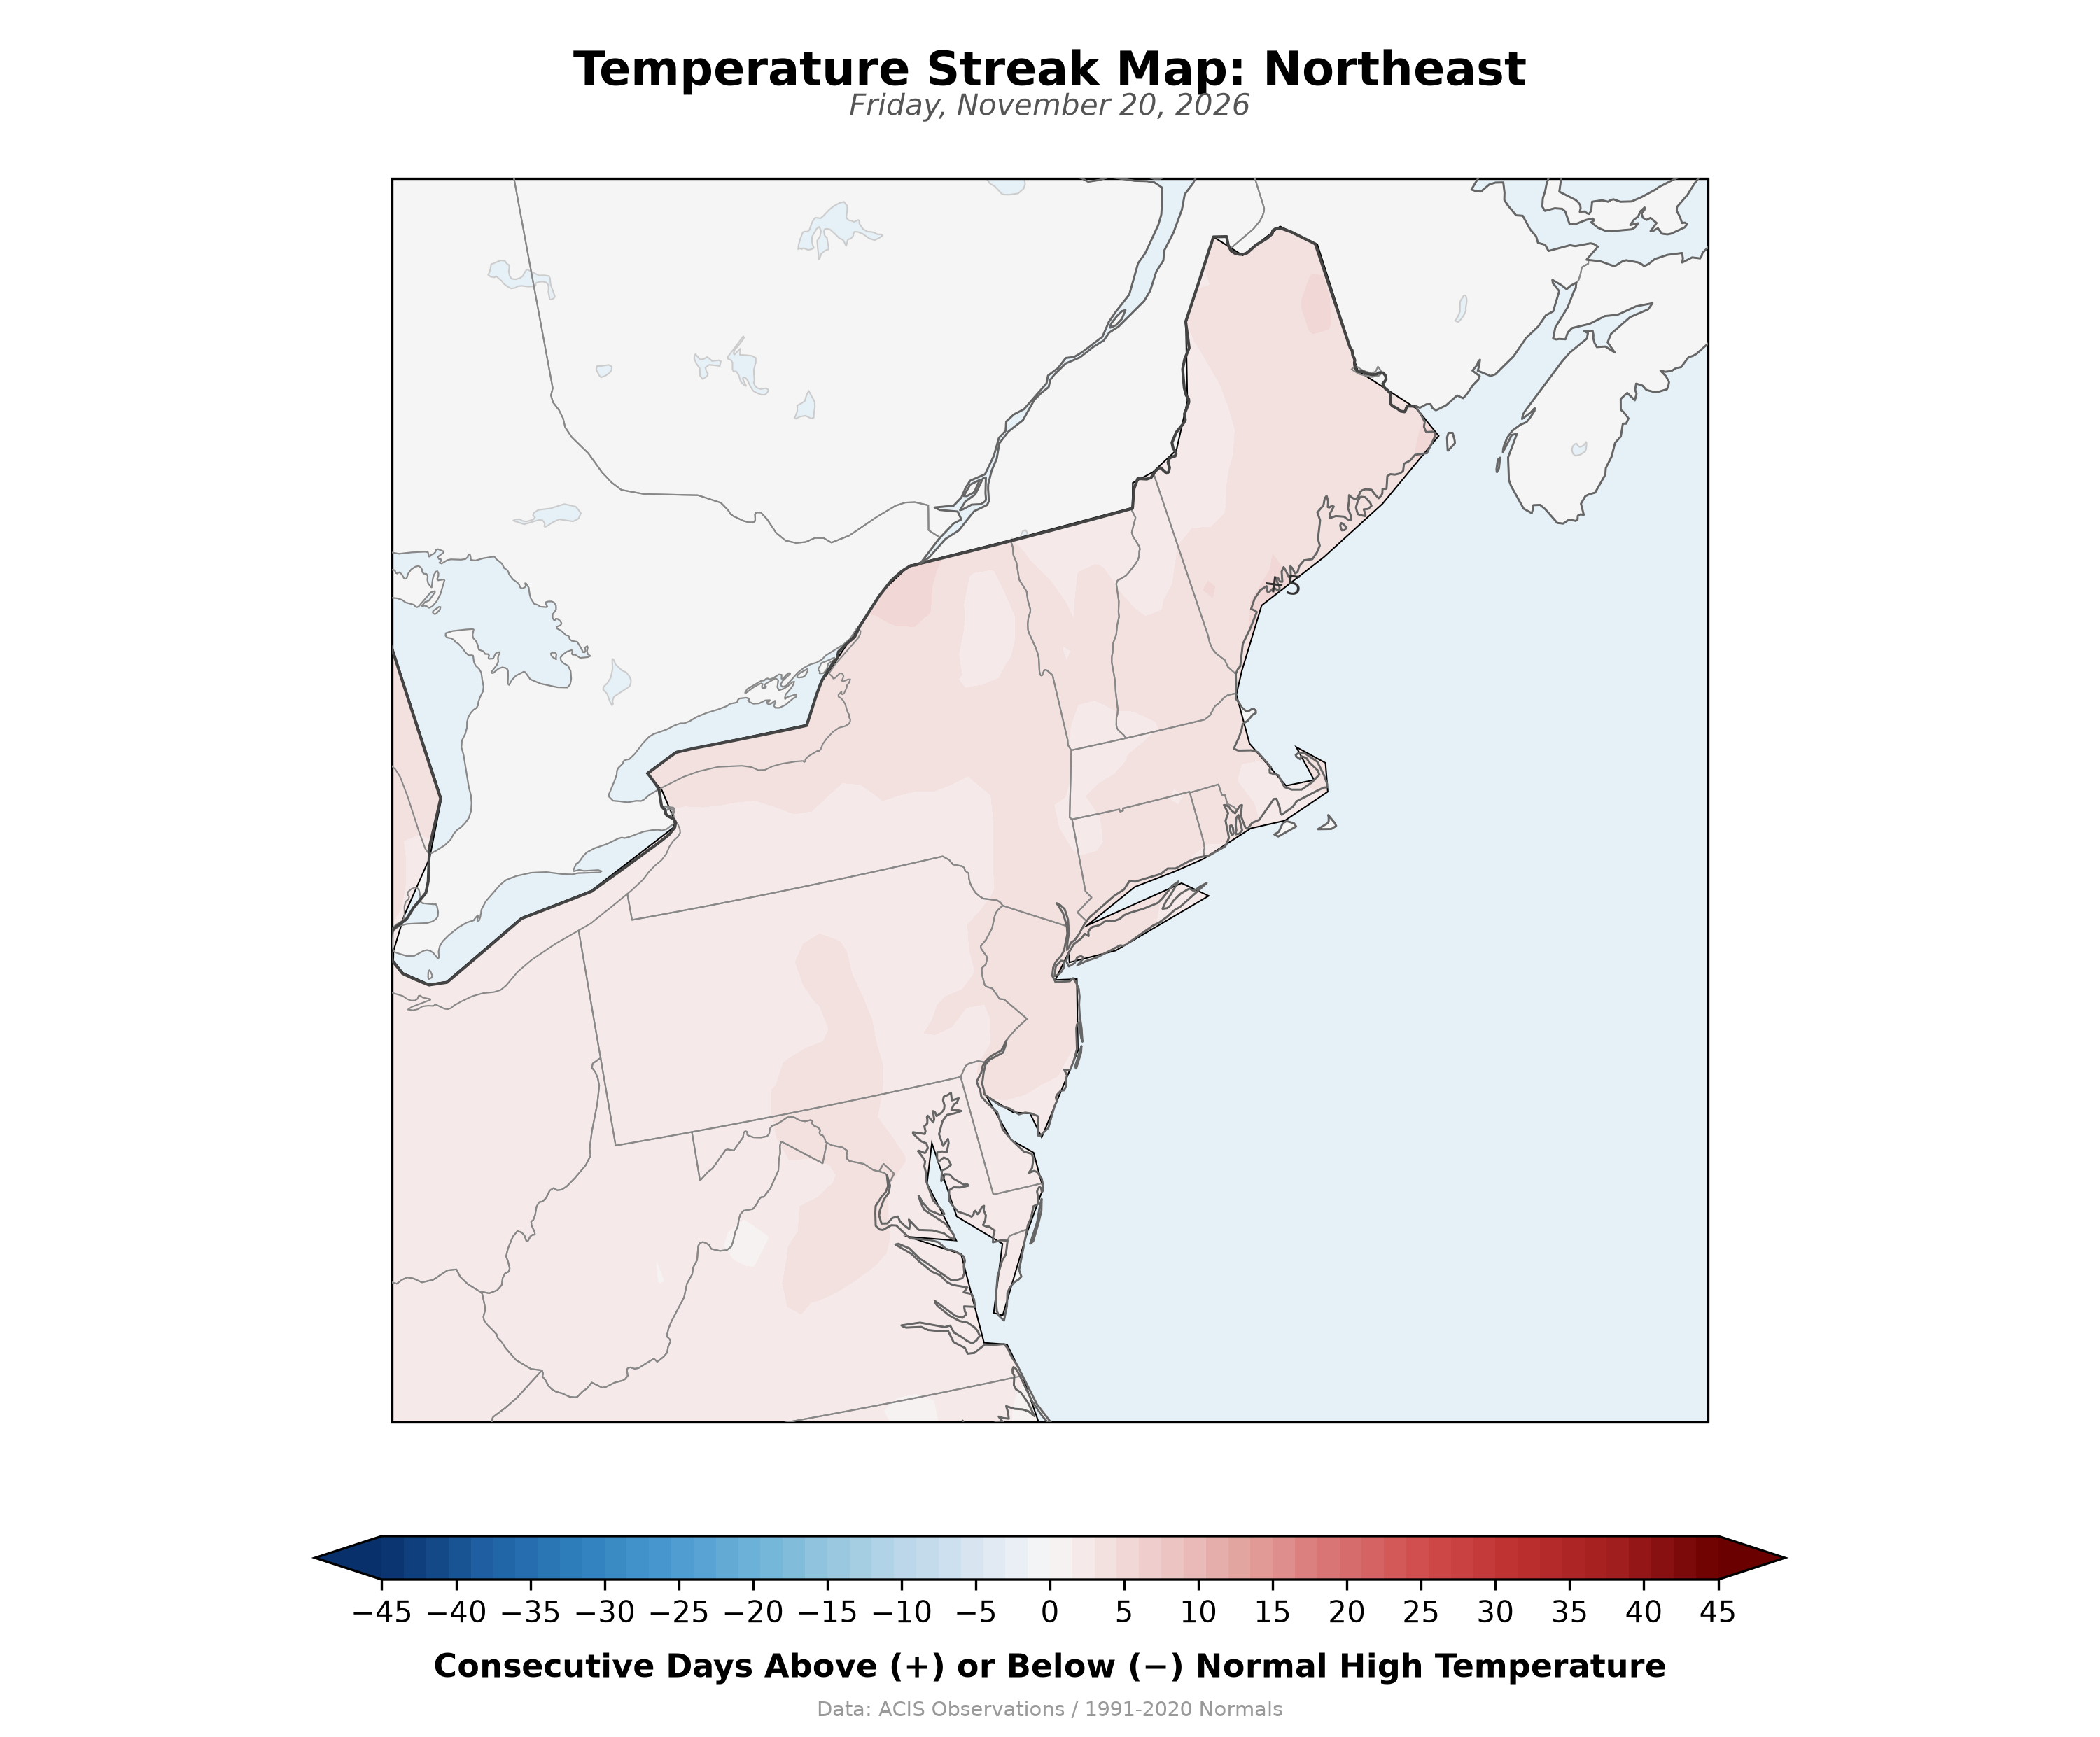 Temperature Streak Map: Northeast
Friday, November 20, 2026
+5
−45 −40 −35 −30 −25 −20 −15 −10 −5 0 5 10 15 20 25 30 35 40 45
Consecutive Days Above (+) or Below (−) Normal High Temperature
Data: ACIS Observations / 1991-2020 Normals